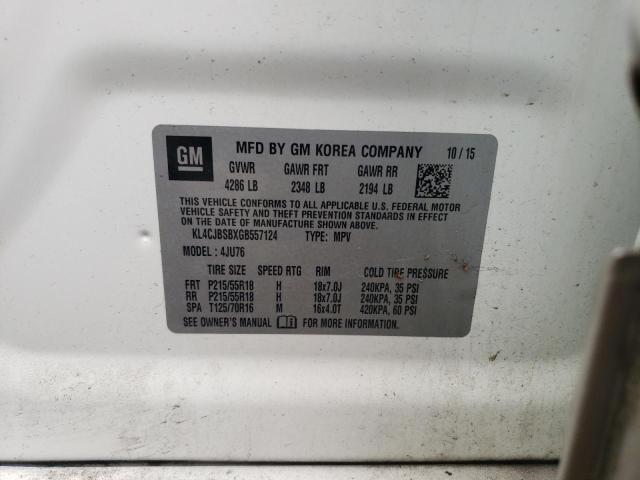 GM MFD BY GM KOREA COMPANY 10 / 15
GVWR GAWR FRT GAWR RR
4286 LB 2348 LB 2194 LB
THIS VEHICLE CONFORMS TO ALL APPLICABLE U.S. FEDERAL MOTOR
VEHICLE SAFETY AND THEFT PREVENTION STANDARDS IN EFFECT ON
THE DATE OF MANUFACTURE SHOWN ABOVE.
KL4CJBSBXGB557124 TYPE: MPV
MODEL: 4JU76
TIRE SIZE SPEED RTG RIM COLD TIRE PRESSURE
FRT P215/55R18 H 18x7.0J 240KPA, 35 PSI
RR P215/55R18 H 18x7.0J 240KPA, 35 PSI
SPA T125/70R16 M 16x4.0T 420KPA, 60 PSI
SEE OWNER'S MANUAL FOR MORE INFORMATION.